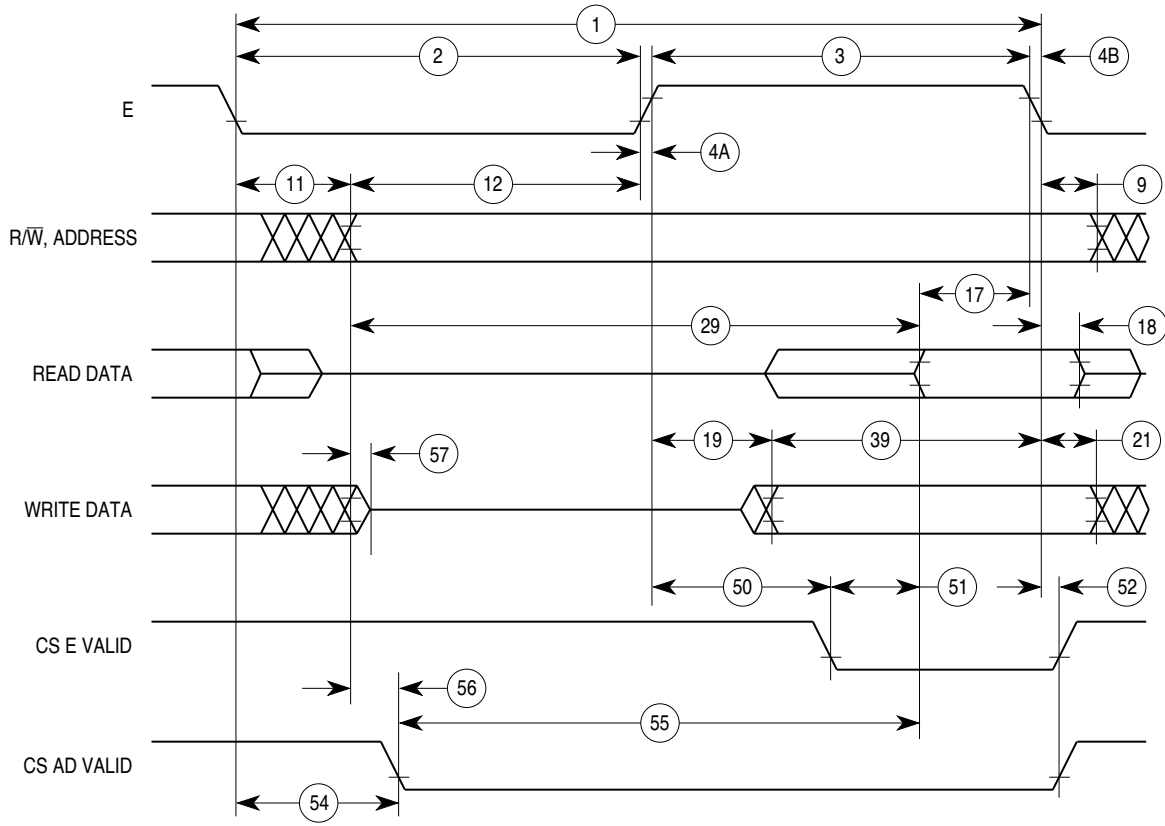 1
2
3
4B
E
4A
11
12
9
R/W̅, ADDRESS
17
29
18
READ DATA
19
39
21
57
WRITE DATA
50
51
52
CS E VALID
56
55
CS AD VALID
54